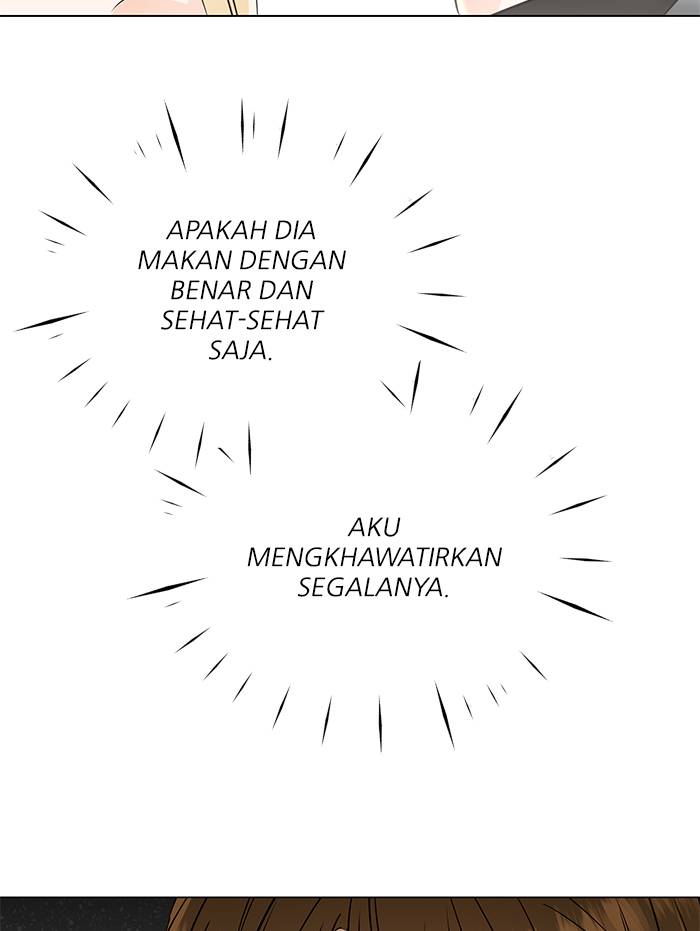 APAKAH DIA
MAKAN DENGAN
BENAR DAN
SEHAT-SEHAT
SAJA.
AKU
MENGKHAWATIRKAN
SEGALANYA.